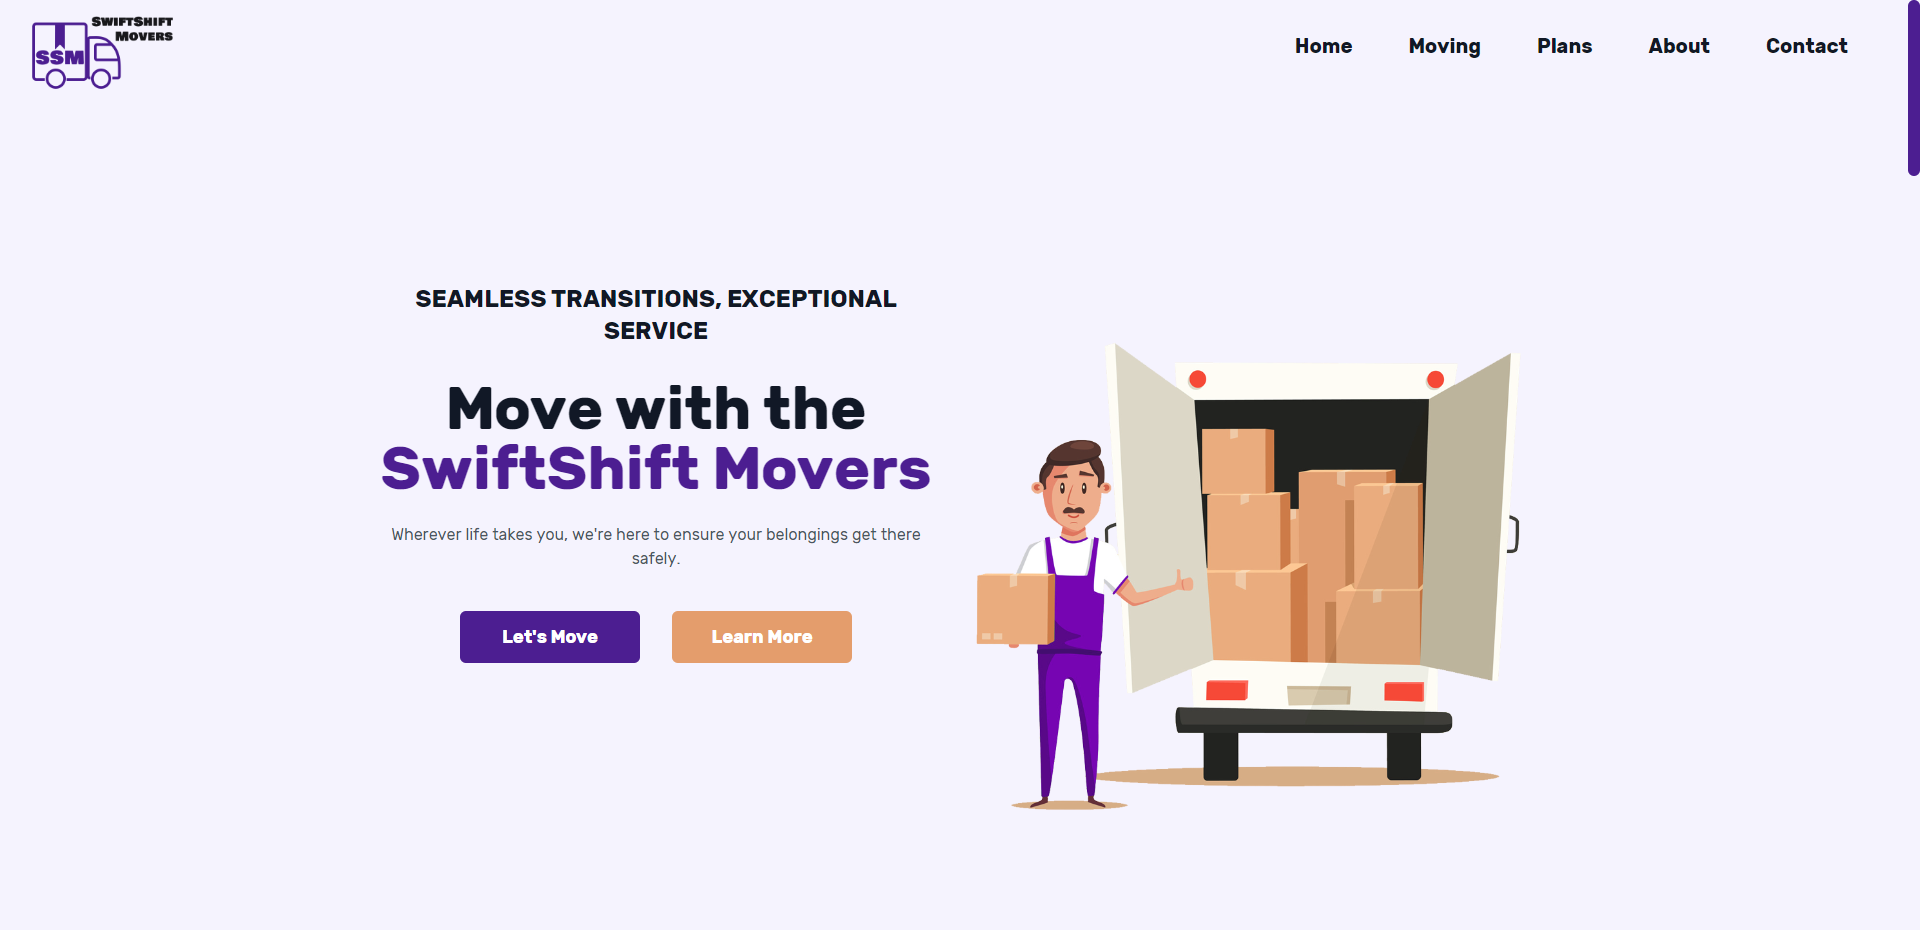 SwiftShift
Movers
SSM
Home Moving Plans About Contact
SEAMLESS TRANSITIONS, EXCEPTIONAL
SERVICE
Move with the
SwiftShift Movers
Wherever life takes you, we're here to ensure your belongings get there
safely.
Let's Move Learn More